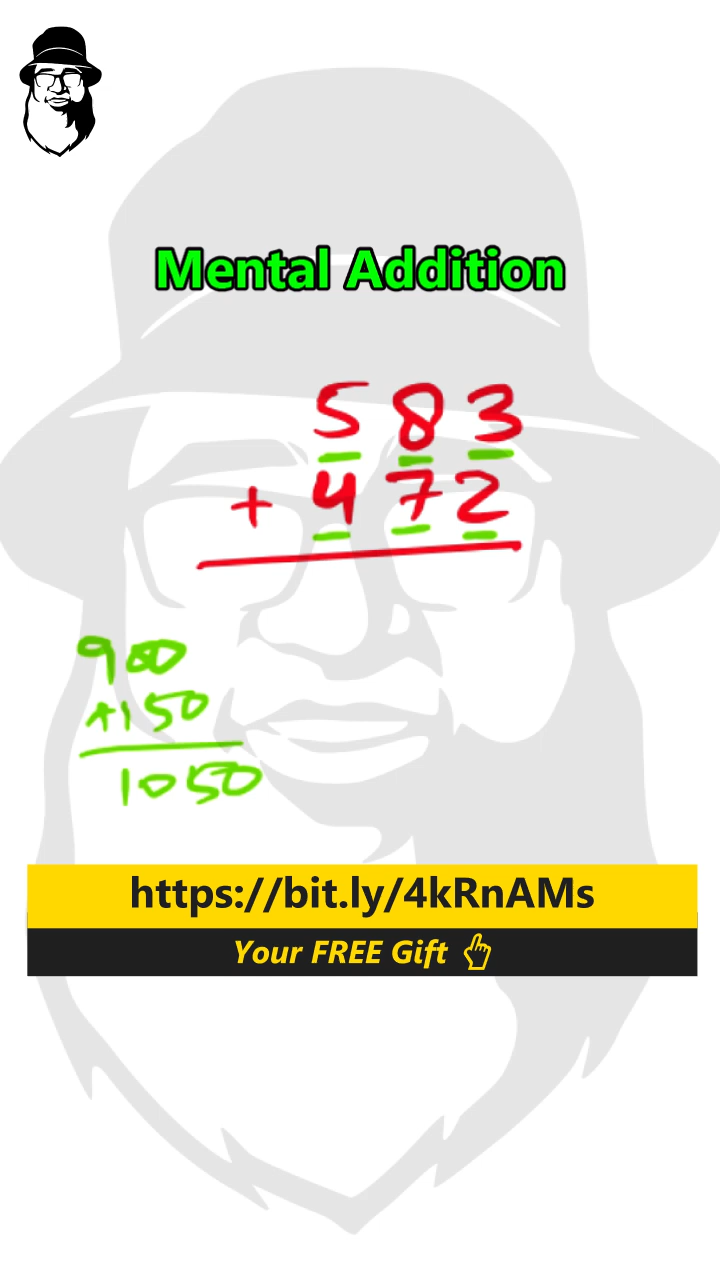 Mental Addition
583
+ 472
900
+150
1050
https://bit.ly/4kRnAMs
Your FREE Gift